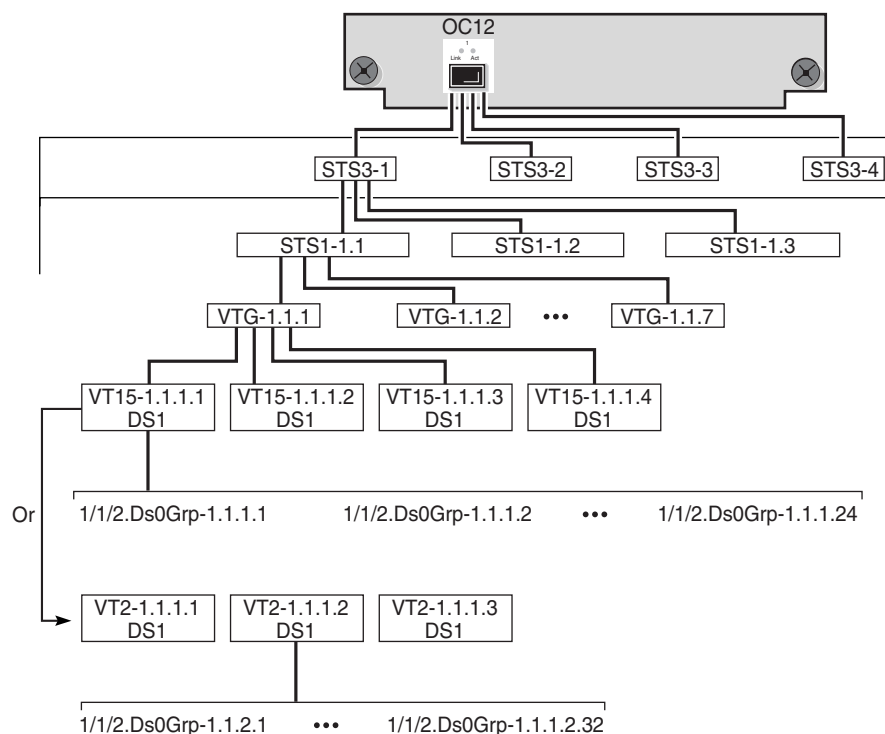 OC12
1
Link Act
STS3-1 STS3-2 STS3-3 STS3-4
STS1-1.1 STS1-1.2 STS1-1.3
VTG-1.1.1 VTG-1.1.2 ••• VTG-1.1.7
VT15-1.1.1.1 VT15-1.1.1.2 VT15-1.1.1.3 VT15-1.1.1.4
DS1 DS1 DS1 DS1
Or 1/1/2.Ds0Grp-1.1.1.1 1/1/2.Ds0Grp-1.1.1.2 ••• 1/1/2.Ds0Grp-1.1.1.24
VT2-1.1.1.1 VT2-1.1.1.2 VT2-1.1.1.3
DS1 DS1 DS1
1/1/2.Ds0Grp-1.1.2.1 ••• 1/1/2.Ds0Grp-1.1.1.2.32